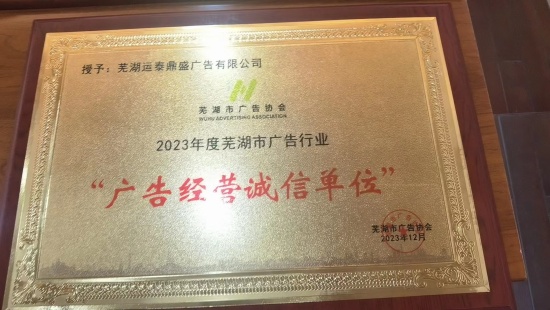 授予：芜湖运泰鼎盛广告有限公司
芜湖市广告协会
WUHU ADVERTISING ASSOCIATION
2023年度芜湖市广告行业
“广告经营诚信单位”
芜湖市广告协会
2023年12月